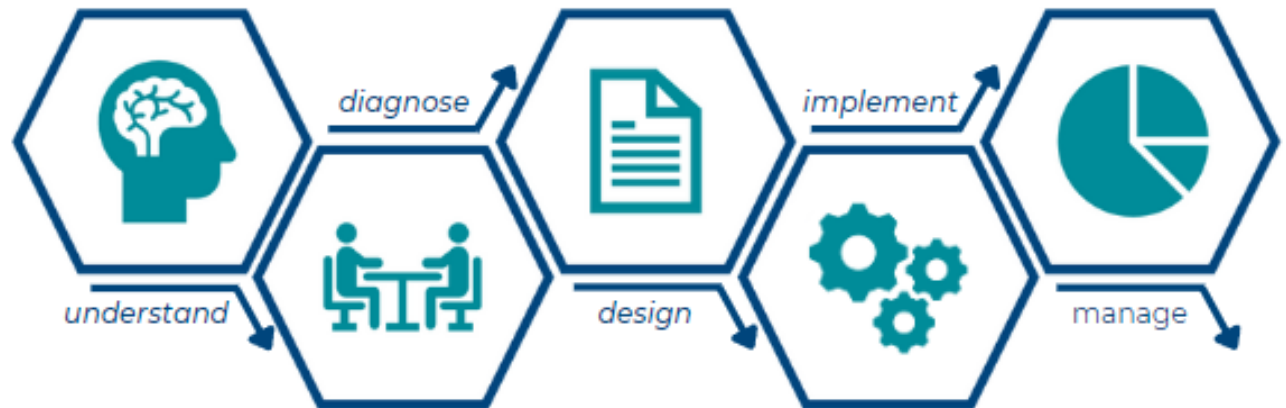 understand
diagnose
design
implement
manage